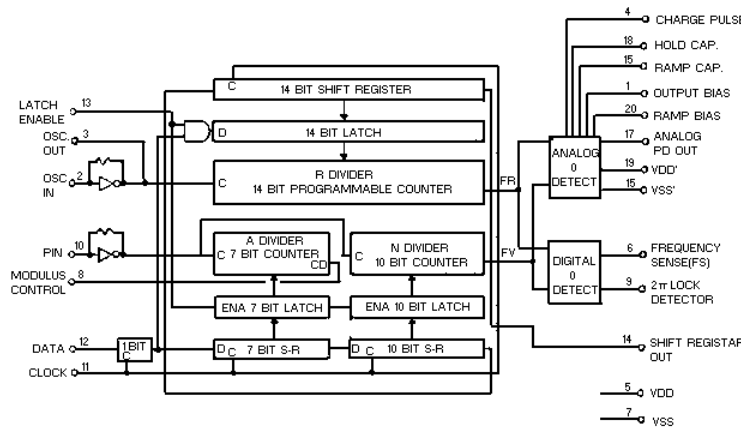 4 CHARGE PULSE
18 HOLD CAP.
15 RAMP CAP.
1 OUTPUT BIAS
20 RAMP BIAS
17 ANALOG
PD OUT
19 VDD'
15 VSS'
C 14 BIT SHIFT REGISTER
LATCH 13
ENABLE
D 14 BIT LATCH
OSC. 3
OUT
ANALOG
0
DETECT
R DIVIDER
C 14 BIT PROGRAMMABLE COUNTER
FR
OSC 2
IN
PIN 10
A DIVIDER
C 7 BIT COUNTER
CD
N DIVIDER
C 10 BIT COUNTER
FV
DIGITAL
0
DETECT
6 FREQUENCY
SENSE(FS)
9 2π LOCK
DETECTOR
MODULUS 8
CONTROL
ENA 7 BIT LATCH
ENA 10 BIT LATCH
DATA 12
1BIT
C
D C 7 BIT S-R
D C 10 BIT S-R
14 SHIFT REGISTAR
OUT
CLOCK 11
5 VDD
7 VSS